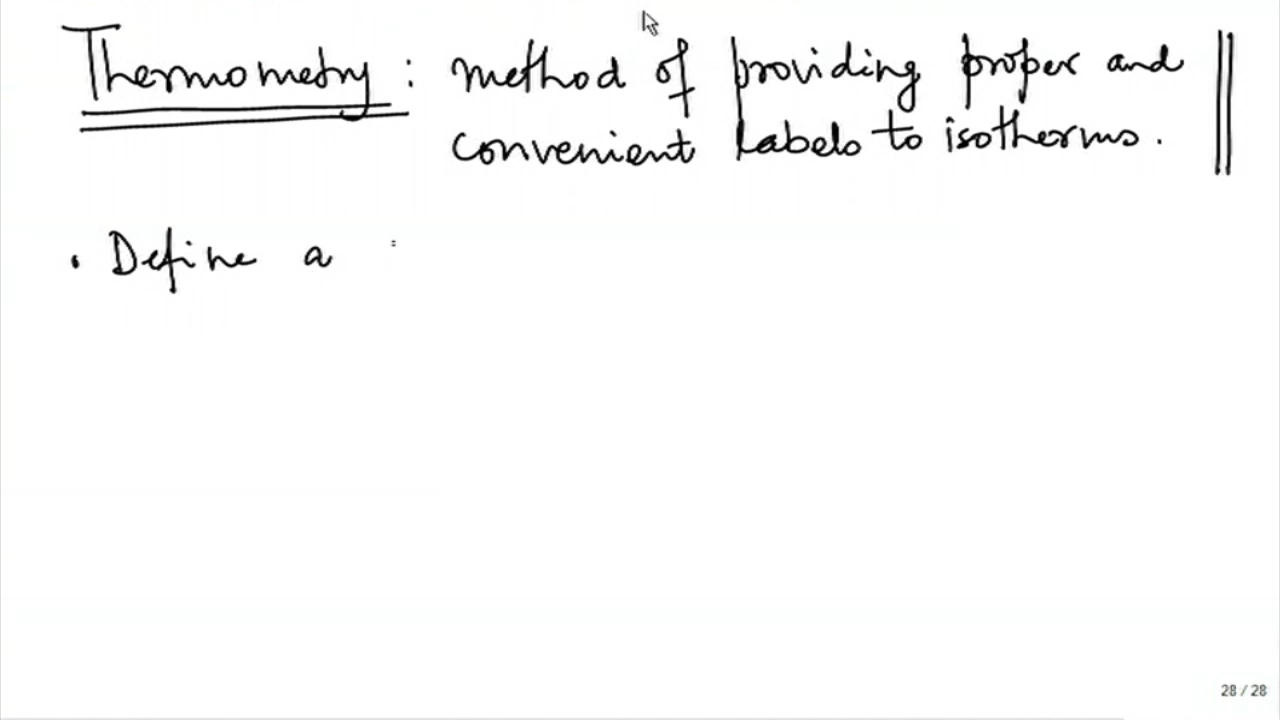 Thermometry : method of providing proper and
convenient labels to isotherms.
• Define a
28 / 28